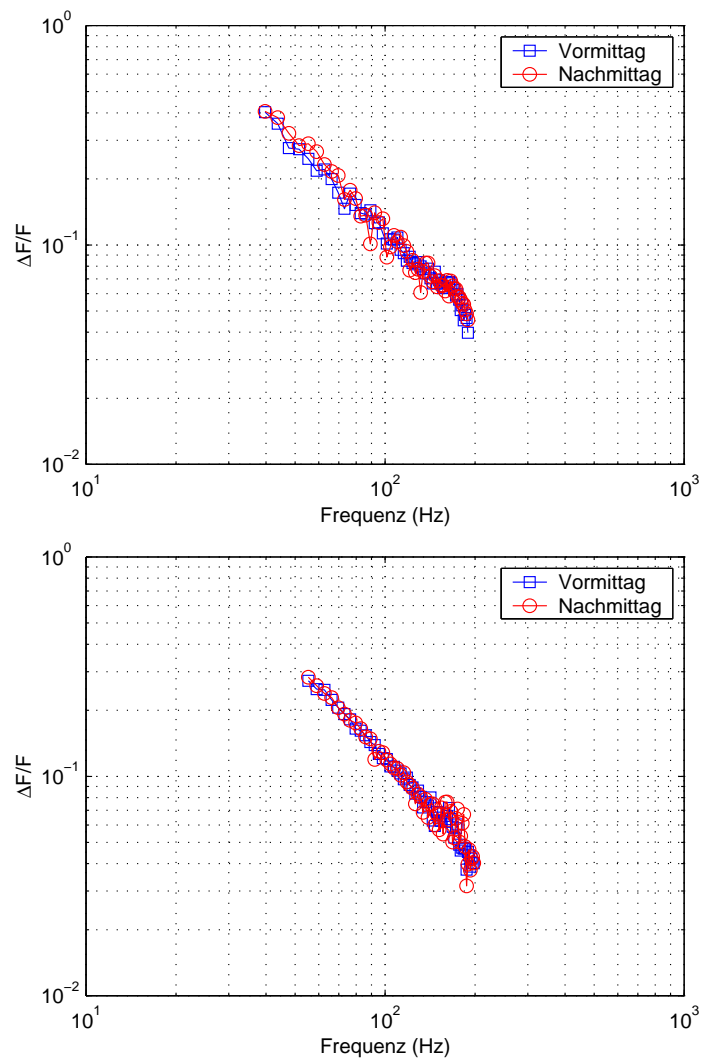 10^0
Vormittag
Nachmittag
ΔF/F
10^-1
10^-2
10^1
10^2
10^3
Frequenz (Hz)
10^0
Vormittag
Nachmittag
ΔF/F
10^-1
10^-2
10^1
10^2
10^3
Frequenz (Hz)